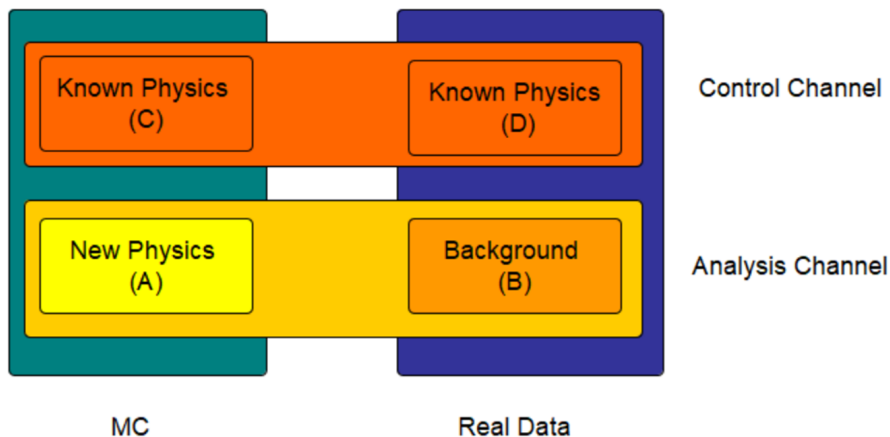 Known Physics
(C)
Known Physics
(D)
Control Channel
New Physics
(A)
Background
(B)
Analysis Channel
MC
Real Data